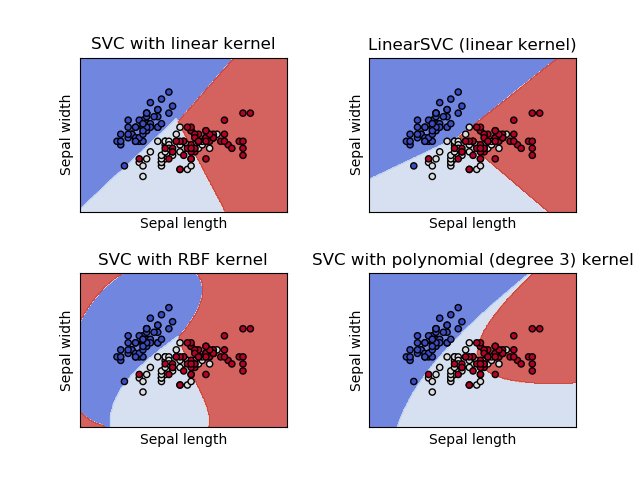 SVC with linear kernel
LinearSVC (linear kernel)
Sepal width
Sepal width
Sepal length
Sepal length
SVC with RBF kernel
SVC with polynomial (degree 3) kernel
Sepal width
Sepal width
Sepal length
Sepal length